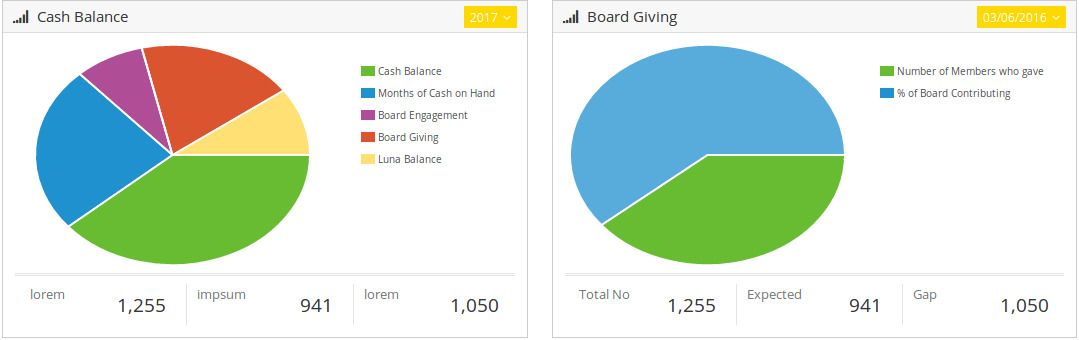 Cash Balance
2017
Cash Balance
Months of Cash on Hand
Board Engagement
Board Giving
Luna Balance
lorem 1,255
impsum 941
lorem 1,050
Board Giving
03/06/2016
Number of Members who gave
% of Board Contributing
Total No 1,255
Expected 941
Gap 1,050